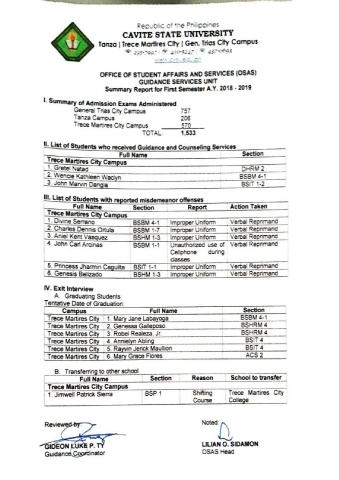 Republic of the Philippines
CAVITE STATE UNIVERSITY
Tanza | Trece Martires City | Gen. Trias City Campus
www.cvsu.edu.ph
OFFICE OF STUDENT AFFAIRS AND SERVICES (OSAS)
GUIDANCE SERVICES UNIT
Summary Report for First Semester A.Y. 2018 - 2019
I. Summary of Admission Exams Administered
General Trias City Campus 757
Tanza Campus 206
Trece Martires City Campus 570
TOTAL 1,533
II. List of Students who received Guidance and Counseling Services
Full Name Section
Trece Martires City Campus
1. Gretel Natad DHRM 2
2. Wencie Kathleen Waclyn BSBM 4-1
3. John Marvin Dangla BSIT 1-2
III. List of Students with reported misdemeanor offenses
Full Name Section Report Action Taken
Trece Martires City Campus
1. Divine Serrano BSBM 4-1 Improper Uniform Verbal Reprimand
2. Charles Dennis Ortula BSBM 1-7 Improper Uniform Verbal Reprimand
3. Ariel Kent Vasquez BSHM 1-3 Improper Uniform Verbal Reprimand
4. John Carl Anonas BSBM 1-1 Unauthorized use of Cellphone during classes Verbal Reprimand
5. Princess Jharmin Caguitla BSIT 1-1 Improper Uniform Verbal Reprimand
6. Genesis Belizado BSHM 1-3 Improper Uniform Verbal Reprimand
IV. Exit Interview
A. Graduating Students
Tentative Date of Graduation:
Campus Full Name Section
Trece Martires City 1. Mary Jane Labayoga BSBM 4-1
Trece Martires City 2. Genessa Galleposo BSHRM 4
Trece Martires City 3. Robel Realeza, Jr. BSHRM 4
Trece Martires City 4. Annelyn Abling BSIT 4
Trece Martires City 5. Rayvin Jerick Maullion BSIT 4
Trece Martires City 6. Mary Grace Flores ACS 2
B. Transferring to other school
Full Name Section Reason School to transfer
Trece Martires City Campus
1. Jimwell Patrick Sierra BSP 1 Shifting Course Trece Martires City College
Reviewed by:
Noted:
GIDEON LUKE P. TY
LILIAN O. SIDAMON
Guidance Coordinator
OSAS Head